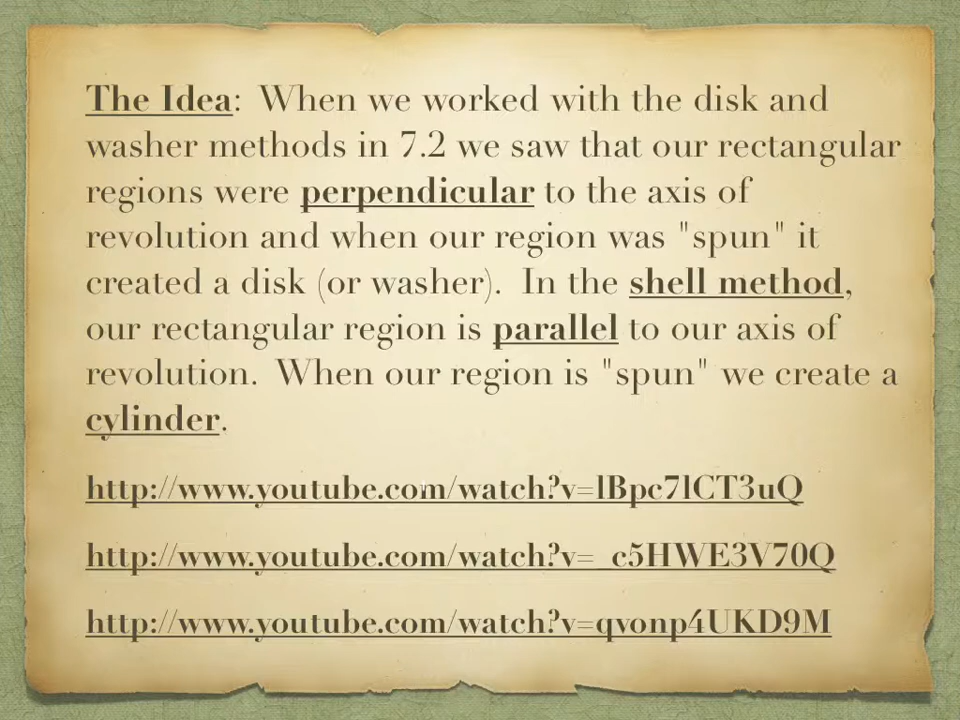 The Idea:  When we worked with the disk and
washer methods in 7.2 we saw that our rectangular
regions were perpendicular to the axis of
revolution and when our region was "spun" it
created a disk (or washer).  In the shell method,
our rectangular region is parallel to our axis of
revolution.  When our region is "spun" we create a
cylinder.
http://www.youtube.com/watch?v=lBpc7lCT3uQ
http://www.youtube.com/watch?v=_c5HWE3V70Q
http://www.youtube.com/watch?v=qvonp4UKD9M